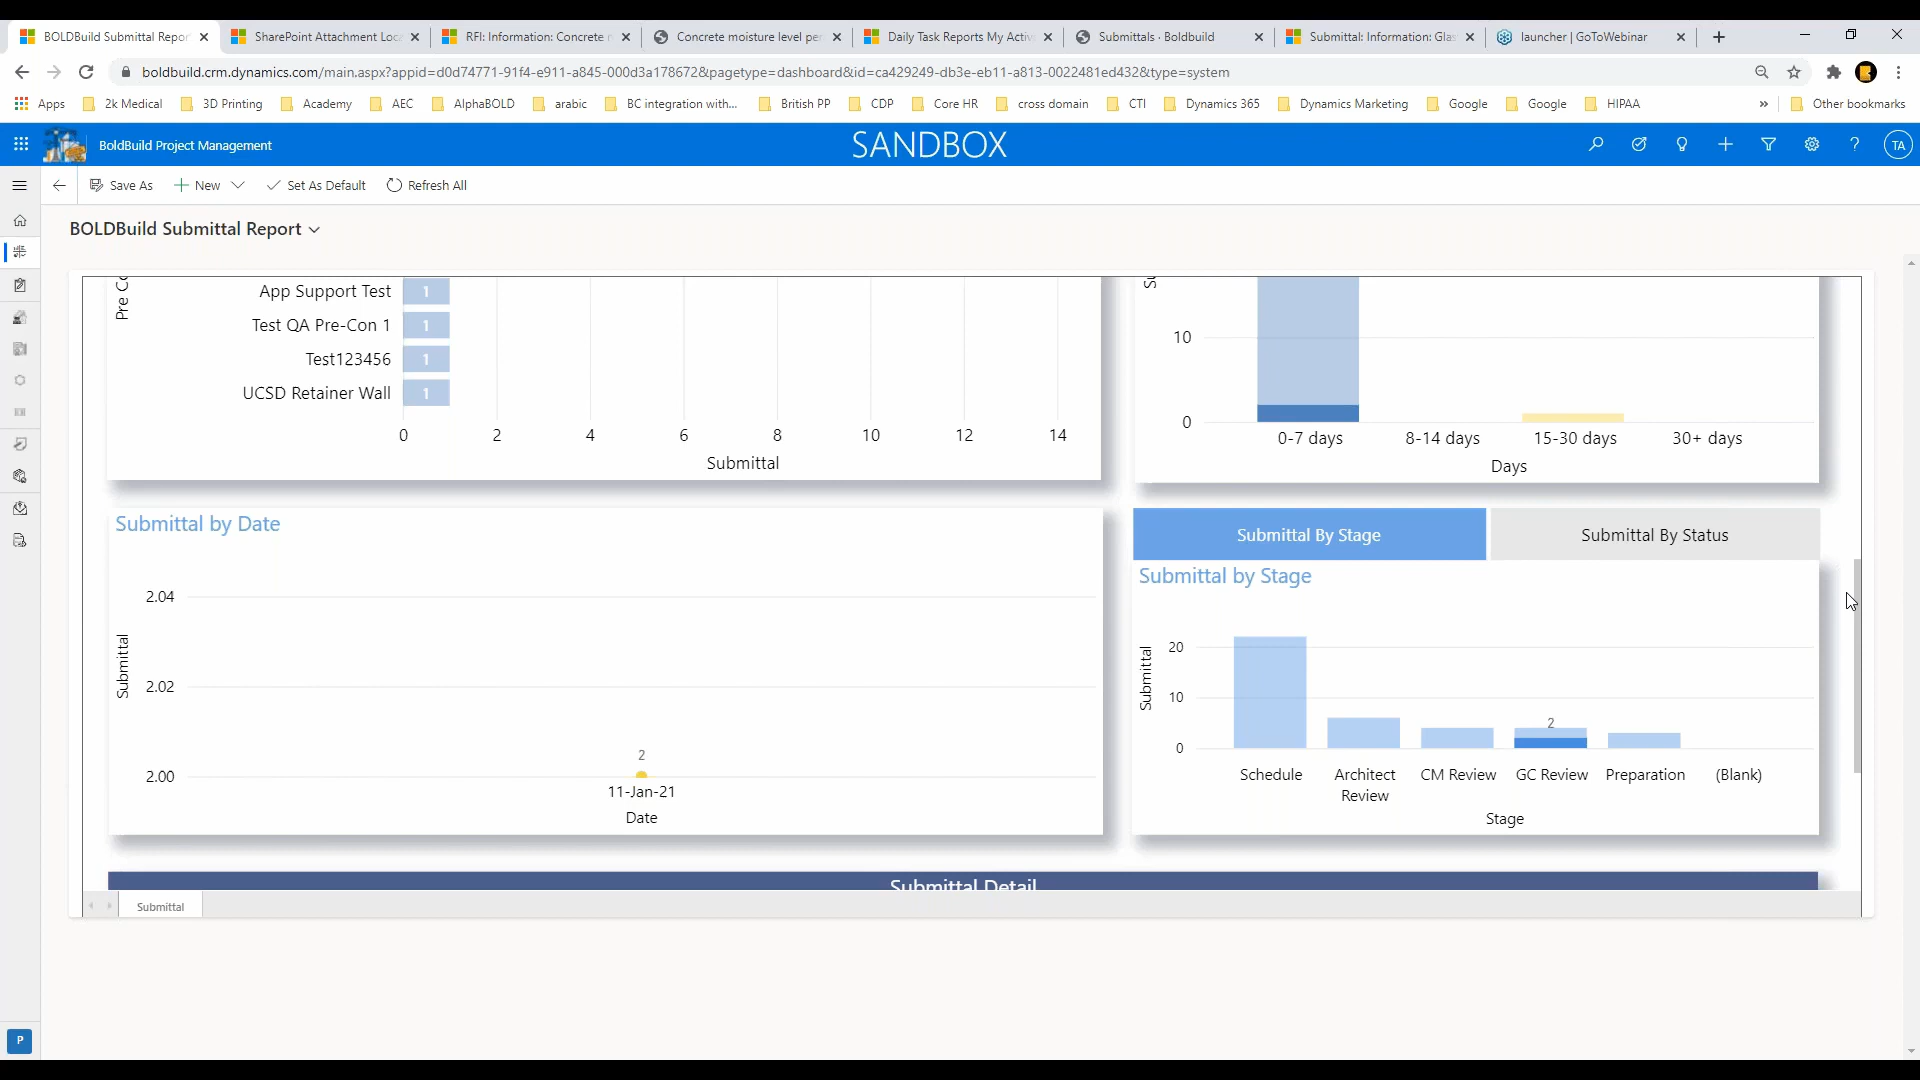 BOLDBuild Submittal Repor
SharePoint Attachment Loca
RFI: Information: Concrete
Concrete moisture level pe
Daily Task Reports My Activ
Submittals · Boldbuild
Submittal: Information: Glas
launcher | GoToWebinar
boldbuild.crm.dynamics.com/main.aspx?appid=d0d74771-91f4-e911-a845-000d3a178672&pagetype=dashboard&id=ca429249-db3e-eb11-a813-0022481ed432&type=system
Apps
2k Medical
3D Printing
Academy
AEC
AlphaBOLD
arabic
BC integration with...
British PP
CDP
Core HR
cross domain
CTI
Dynamics 365
Dynamics Marketing
Google
Google
HIPAA
»
Other bookmarks
BoldBuild Project Management
SANDBOX
TA
Save As
New
Set As Default
Refresh All
BOLDBuild Submittal Report
App Support Test 1
Test QA Pre-Con 1 1
Test123456 1
UCSD Retainer Wall 1
0 2 4 6 8 10 12 14
Submittal
10
0
0-7 days 8-14 days 15-30 days 30+ days
Days
Submittal by Date
2.04
2.02
2.00
Submittal
2
11-Jan-21
Date
Submittal By Stage
Submittal By Status
Submittal by Stage
20
10
0
Submittal
2
Schedule Architect Review CM Review GC Review Preparation (Blank)
Stage
Submittal Detail
Submittal
P